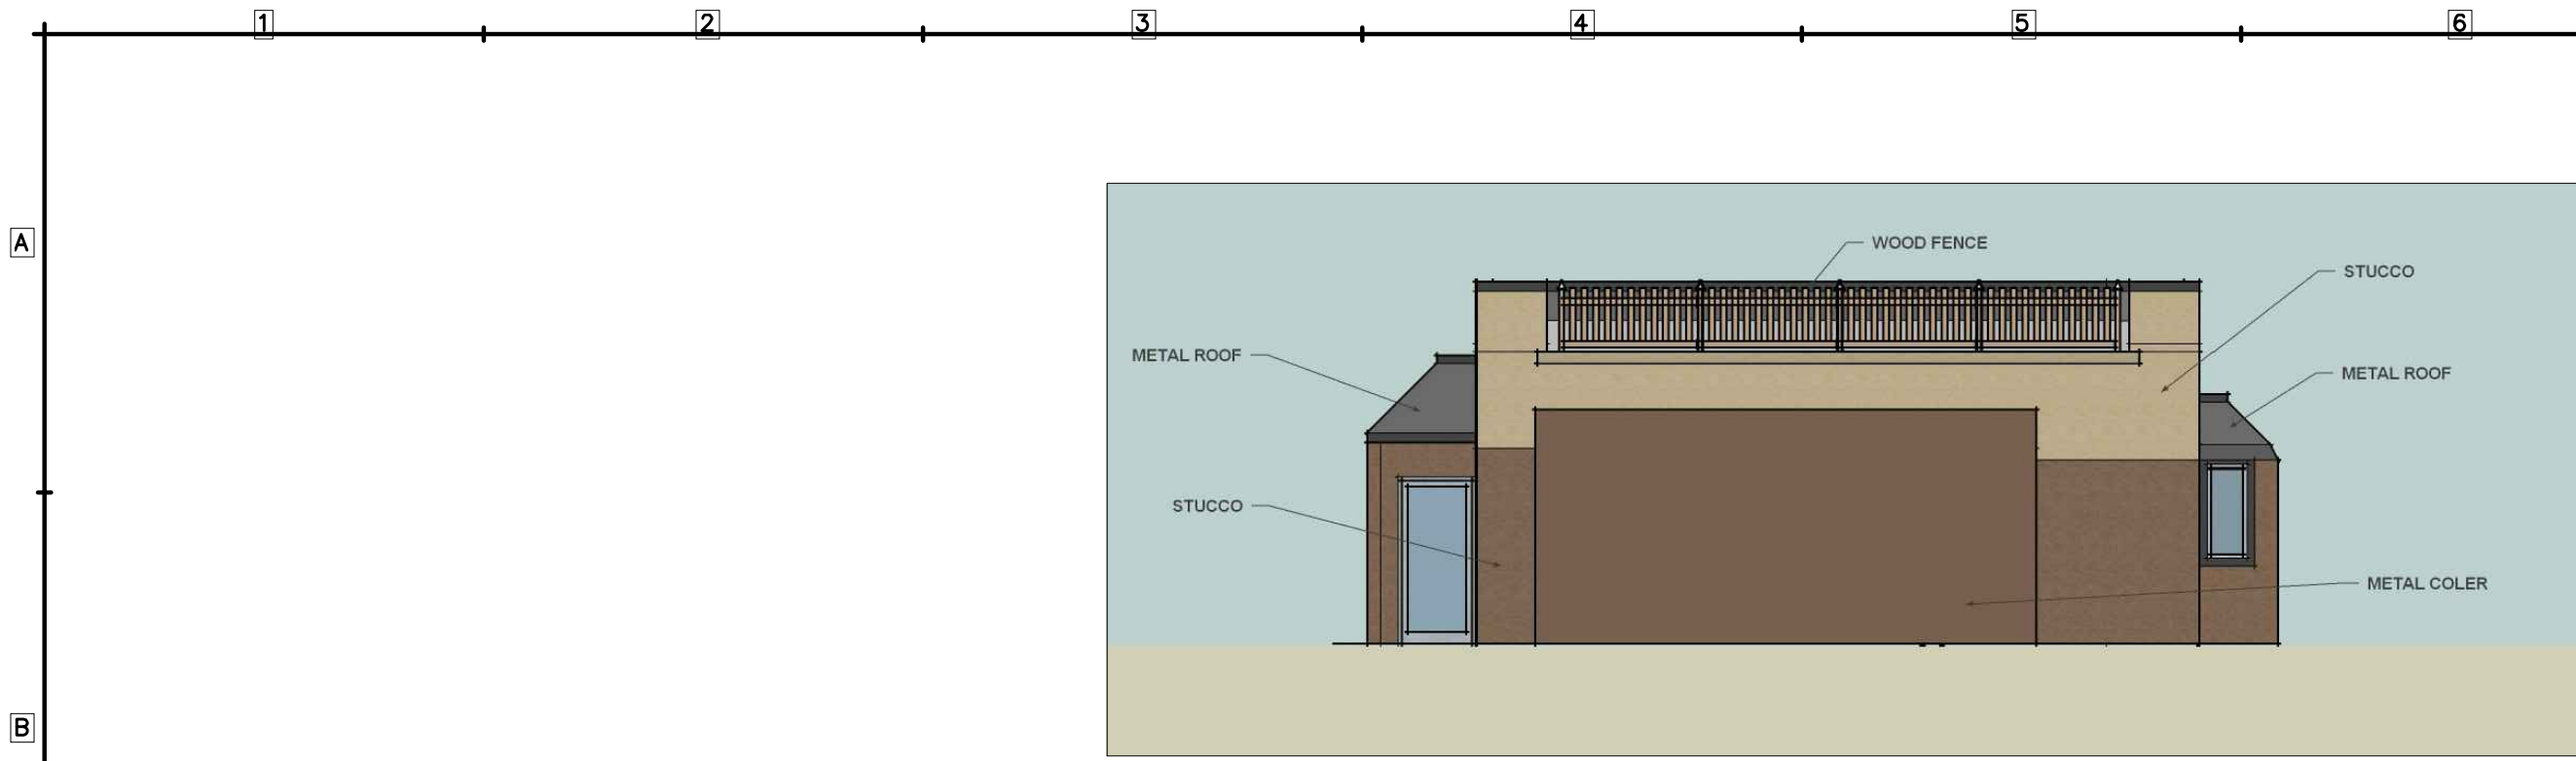 1 2 3 4 5 6
A
WOOD FENCE
STUCCO
METAL ROOF
METAL ROOF
STUCCO
METAL COLER
B